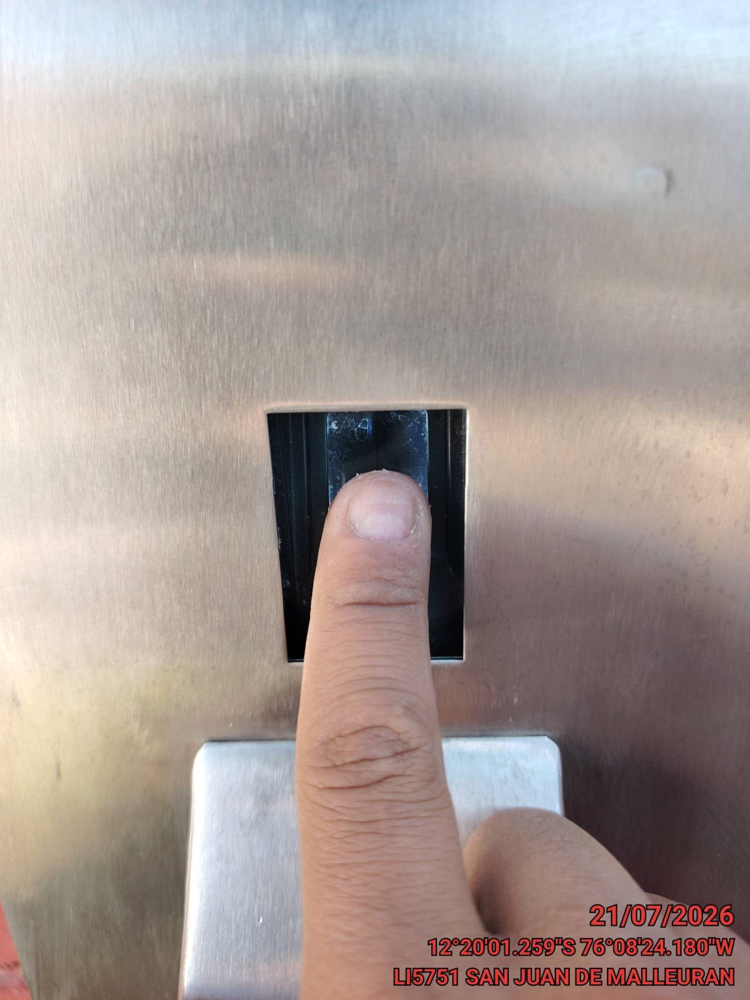 21/07/2026
12°20'01.259"S 76°08'24.180"W
LI5751 SAN JUAN DE MALLEURAN